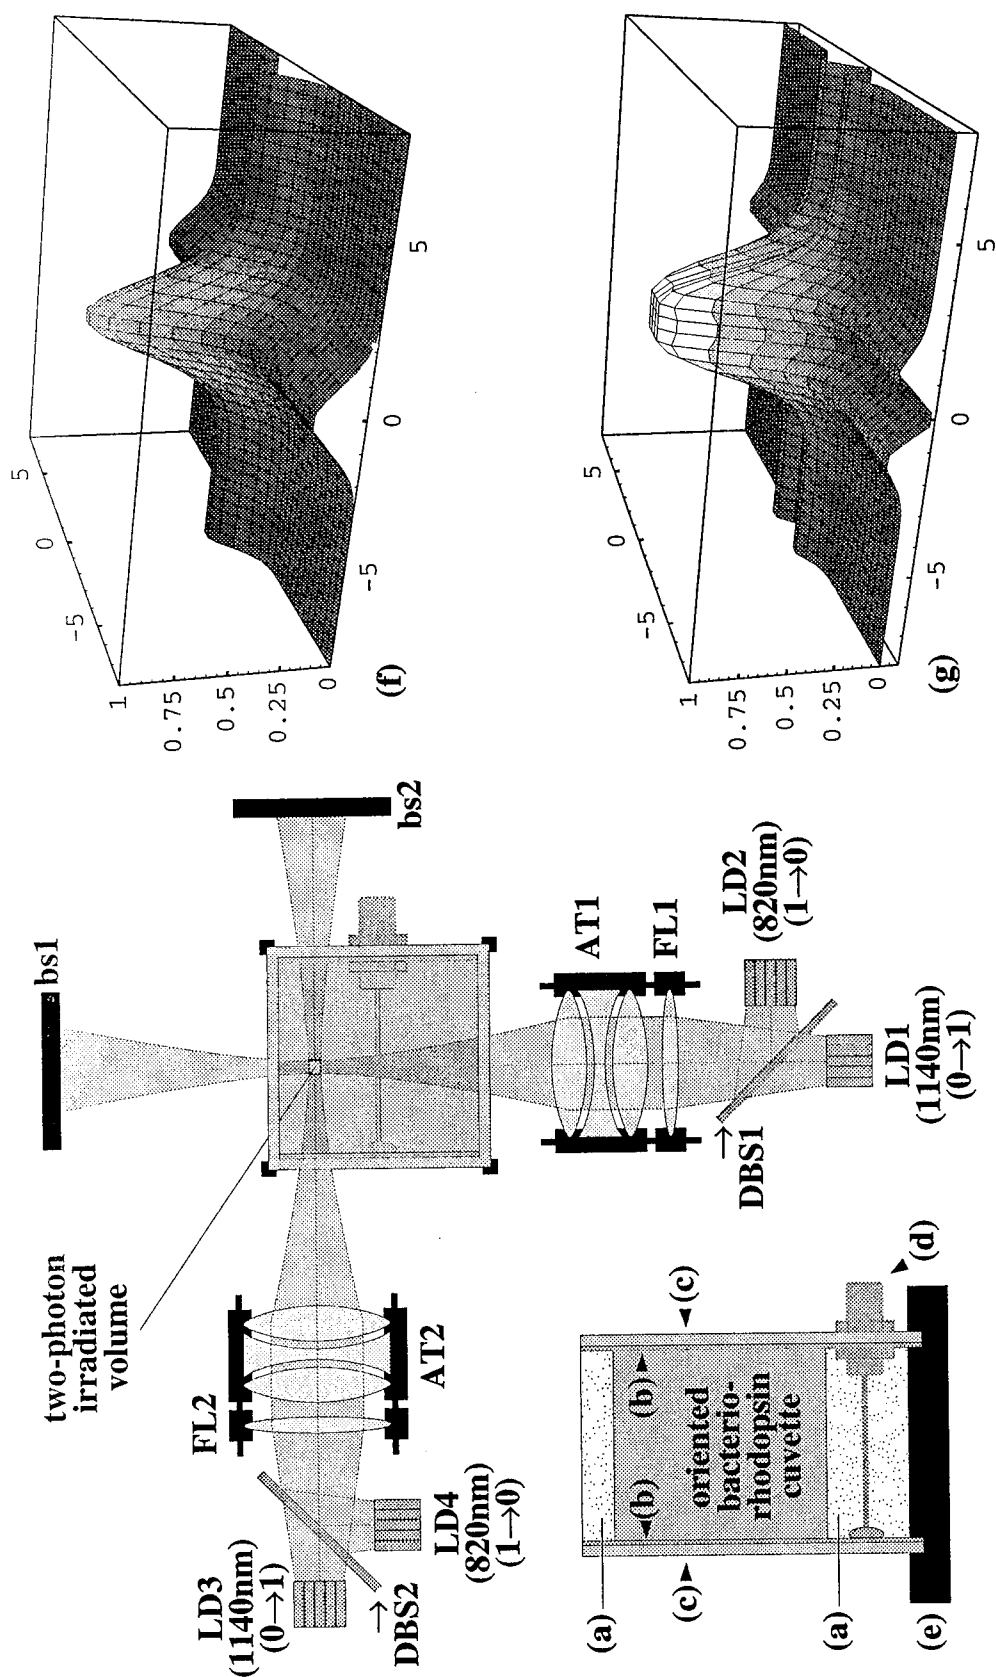 two-photon
irradiated
volume
bs1
bs2
FL2
AT2
LD3
(1140nm)
(0→1)
→ DBS2
LD4
(820nm)
(1→0)
AT1
FL1
LD2
(820nm)
(1→0)
→ DBS1
LD1
(1140nm)
(0→1)
(a)
(b)
(b)
(c)
(c)
oriented
bacterio-
rhodopsin
cuvette
(a)
(d)
(e)
1
0.75
0.5
0.25
0
-5
0
5
-5
0
5
(f)
1
0.75
0.5
0.25
0
-5
0
5
-5
0
5
(g)